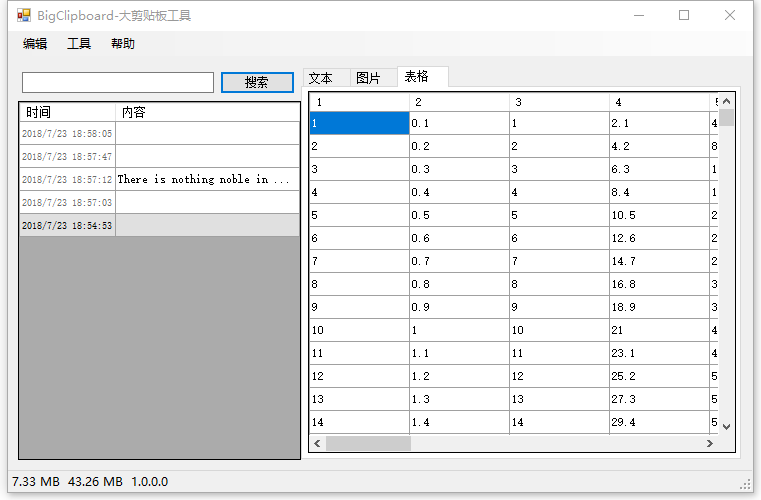 BigClipboard-大剪贴板工具
编辑 工具 帮助
搜索
文本 图片 表格
时间 内容
2018/7/23 18:58:05
2018/7/23 18:57:47
2018/7/23 18:57:12 There is nothing noble in ...
2018/7/23 18:57:03
2018/7/23 18:54:53
1 2 3 4
1 0.1 1 2.1 4
2 0.2 2 4.2 8
3 0.3 3 6.3 1
4 0.4 4 8.4 1
5 0.5 5 10.5 2
6 0.6 6 12.6 2
7 0.7 7 14.7 2
8 0.8 8 16.8 3
9 0.9 9 18.9 3
10 1 10 21 4
11 1.1 11 23.1 4
12 1.2 12 25.2 5
13 1.3 13 27.3 5
14 1.4 14 29.4 5
7.33 MB 43.26 MB 1.0.0.0